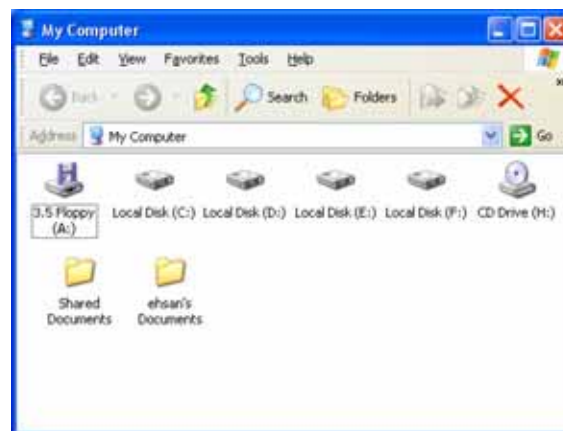 My Computer
File Edit View Favorites Tools Help
Back Search Folders
Address My Computer Go
3.5 Floppy (A:) Local Disk (C:) Local Disk (D:) Local Disk (E:) Local Disk (F:) CD Drive (H:)
Shared Documents ehsan's Documents